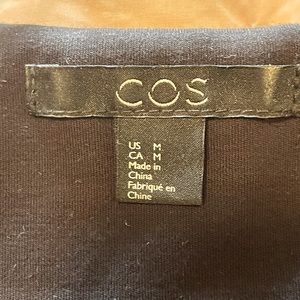 COS
US M
CA M
Made in
China
Fabriqué en
Chine